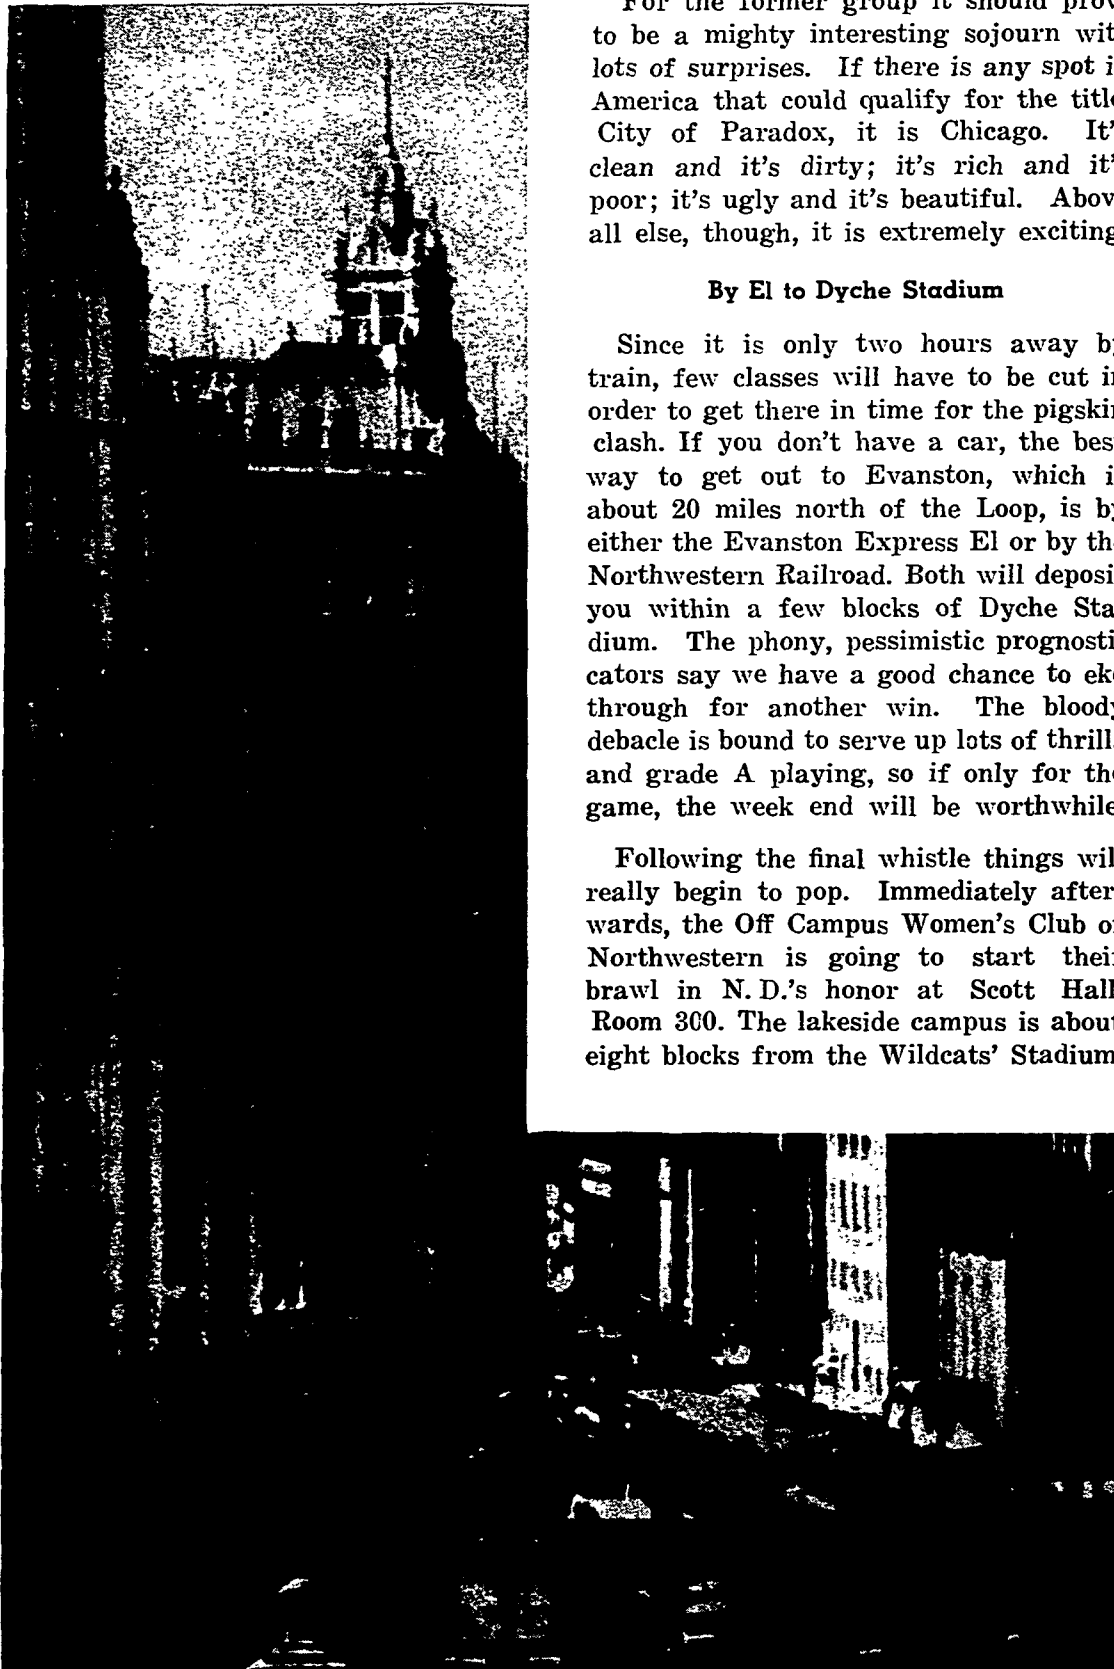 For the former group it should prov
to be a mighty interesting sojourn wit
lots of surprises. If there is any spot i
America that could qualify for the titl
City of Paradox, it is Chicago. It'
clean and it's dirty; it's rich and it'
poor; it's ugly and it's beautiful. Abov
all else, though, it is extremely exciting
By El to Dyche Stadium
Since it is only two hours away b
train, few classes will have to be cut i
order to get there in time for the pigski
clash. If you don't have a car, the bes
way to get out to Evanston, which i
about 20 miles north of the Loop, is b
either the Evanston Express El or by th
Northwestern Railroad. Both will deposi
you within a few blocks of Dyche Sta
dium. The phony, pessimistic prognosti
cators say we have a good chance to ek
through for another win. The bloody
debacle is bound to serve up lots of thrill
and grade A playing, so if only for th
game, the week end will be worthwhile
Following the final whistle things wil
really begin to pop. Immediately after
wards, the Off Campus Women's Club o
Northwestern is going to start thei
brawl in N. D.'s honor at Scott Hall
Room 300. The lakeside campus is about
eight blocks from the Wildcats' Stadium